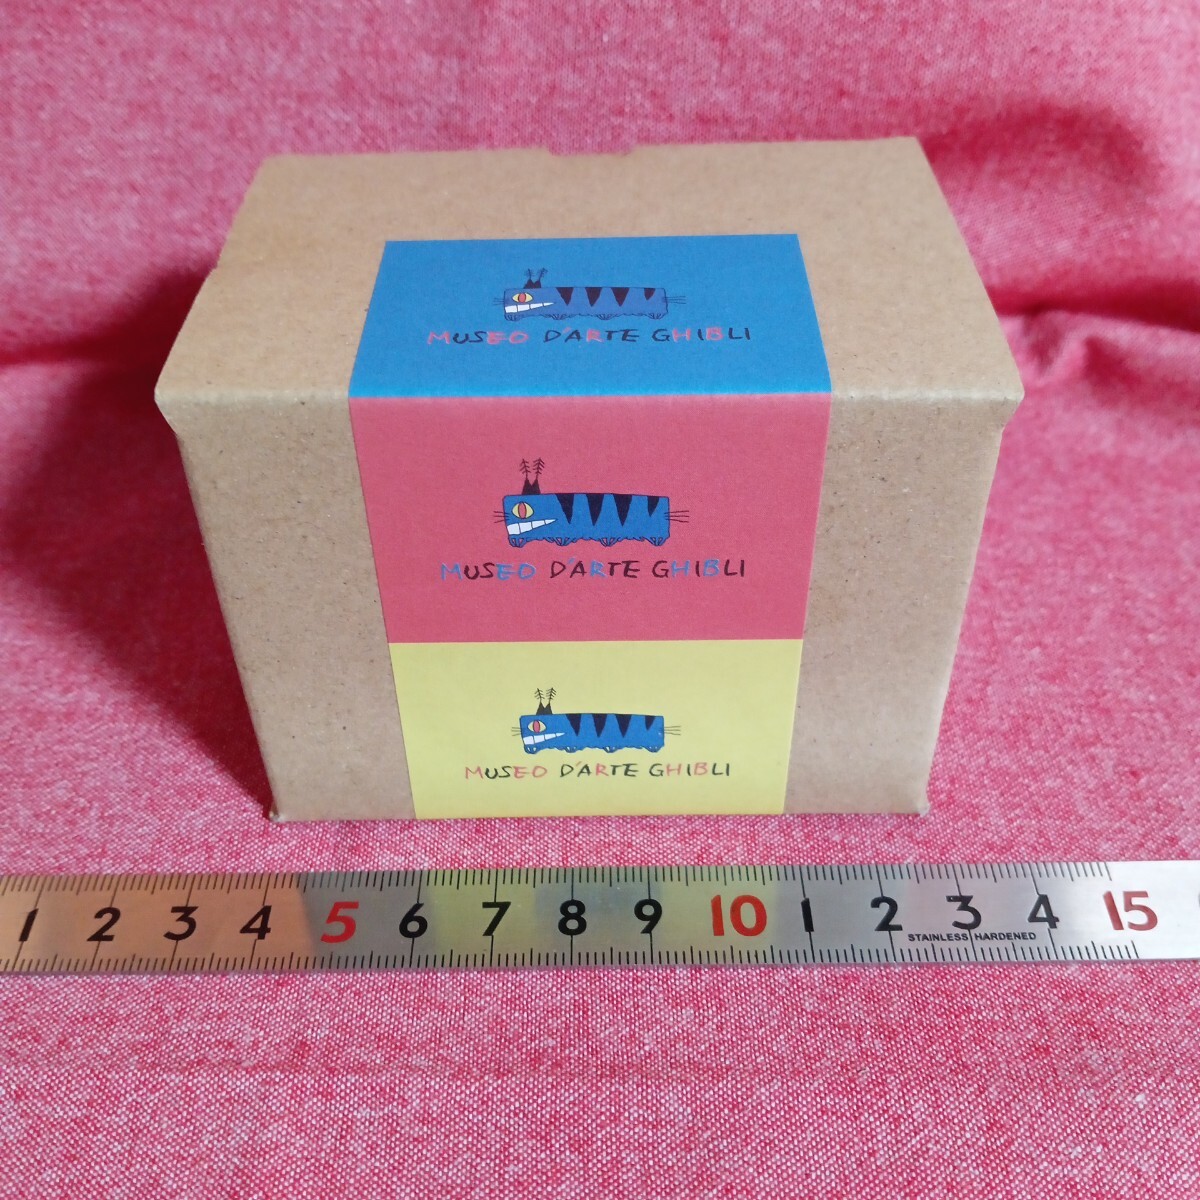 MUSEO D'ARTE GHIBLI
MUSEO D'ARTE GHIBLI
MUSEO D'ARTE GHIBLI
1 2 3 4 5 6 7 8 9 10 1 2 3 4 15
STAINLESS HARDENED